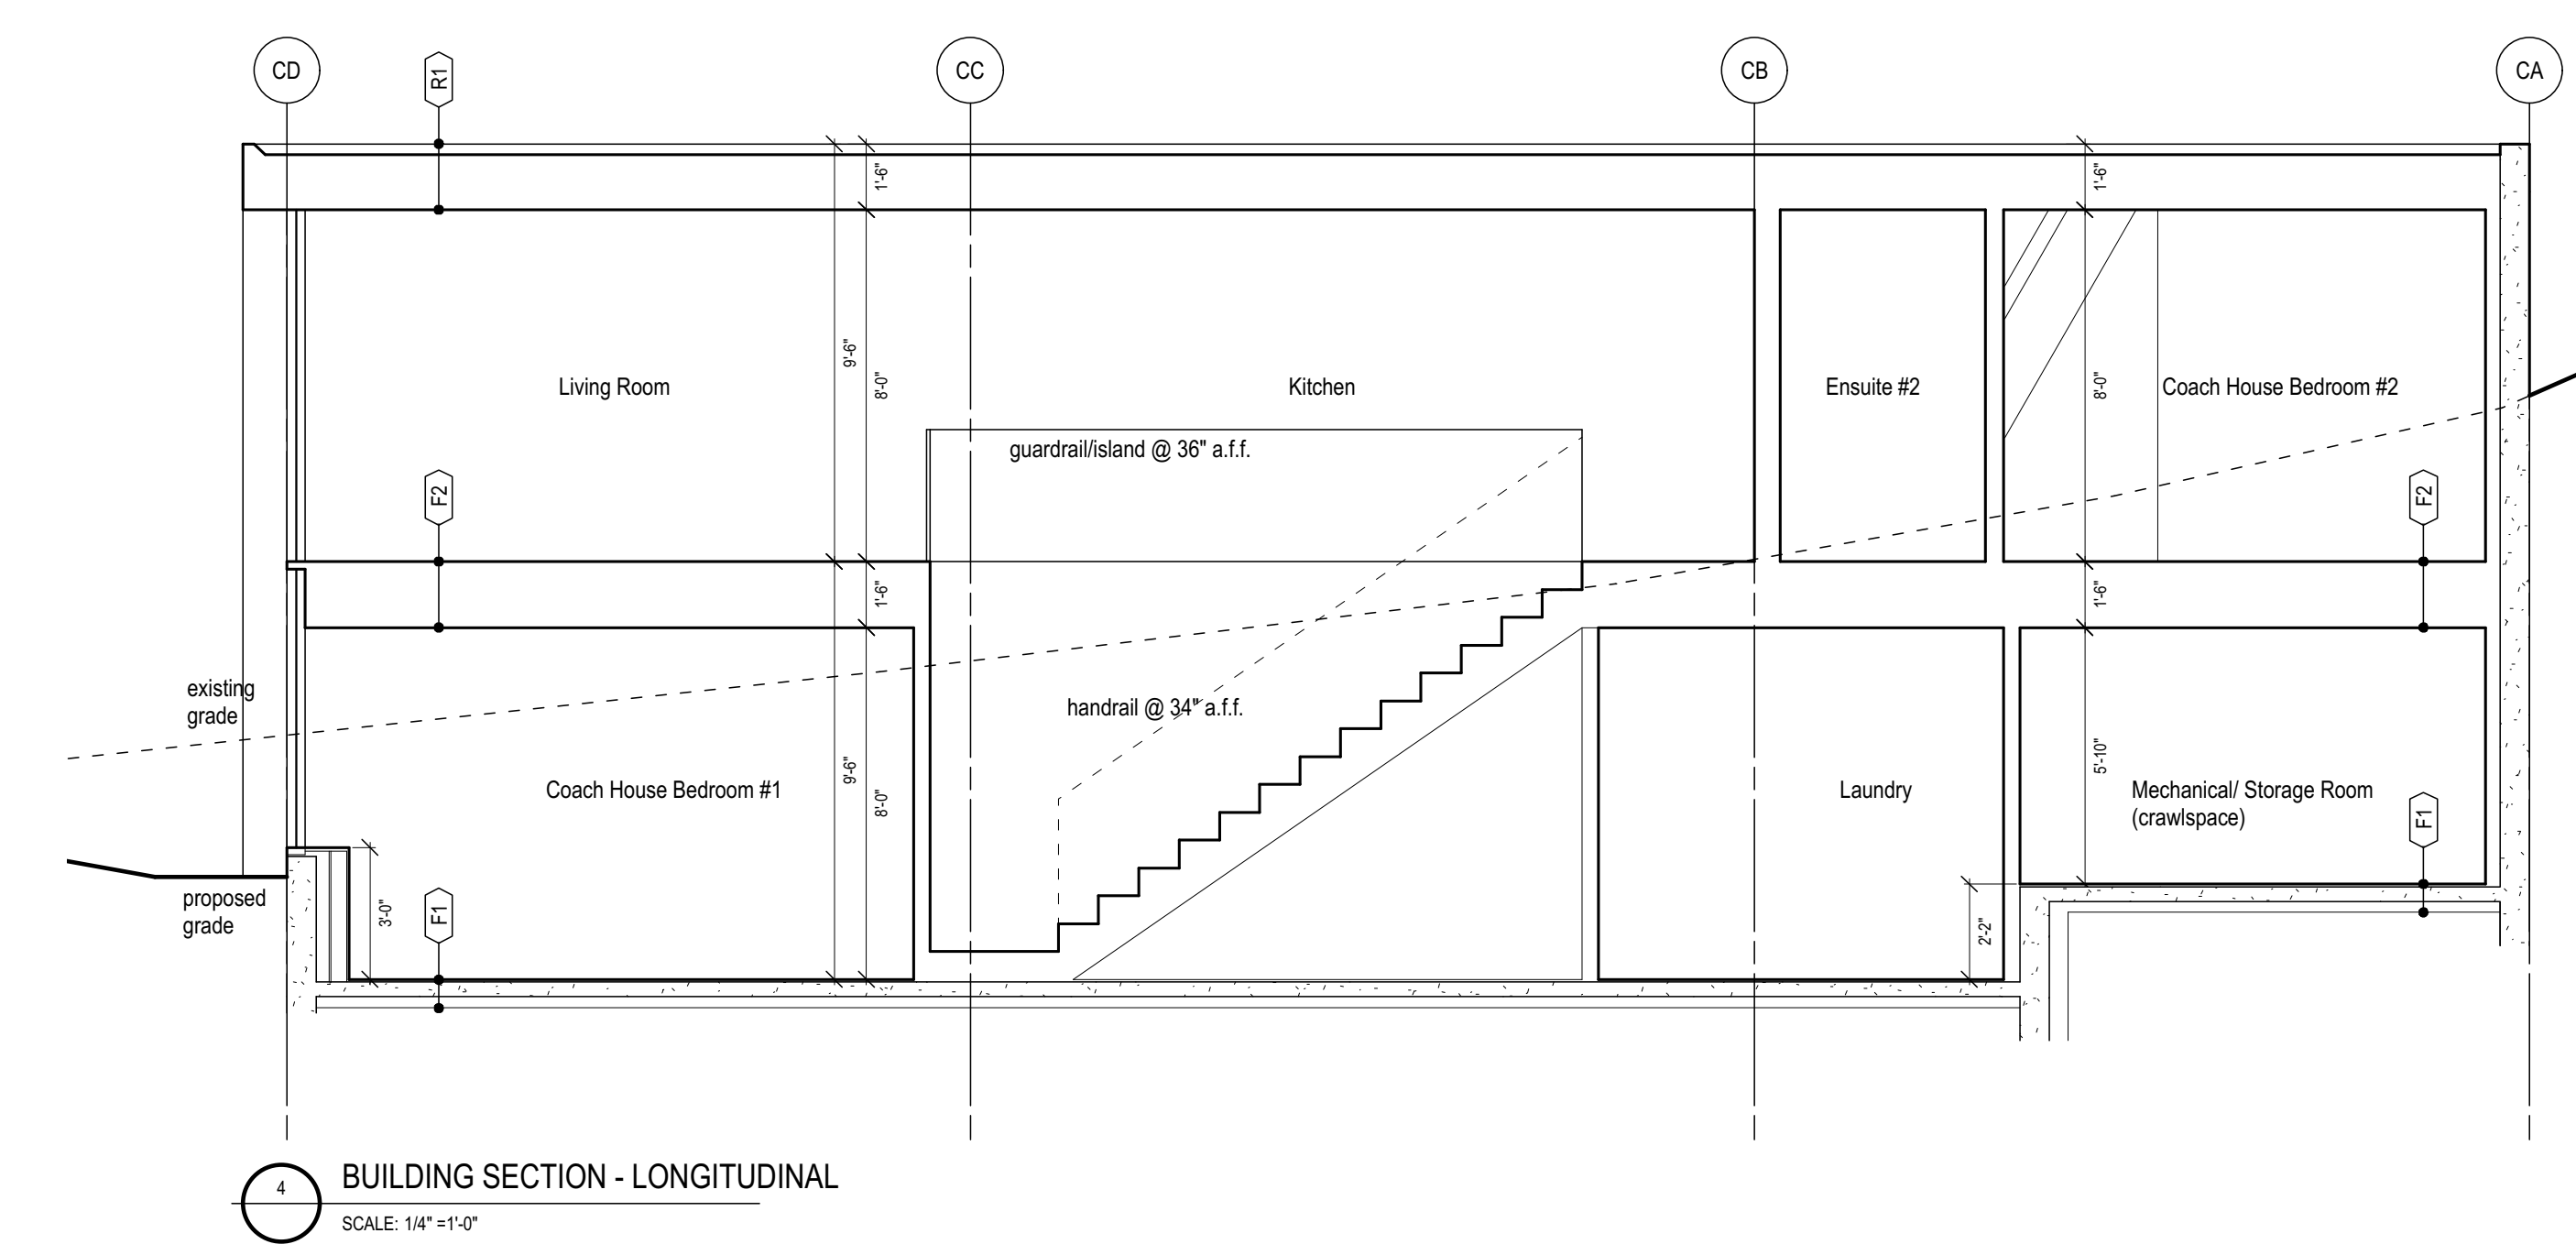 CD
CC
CB
CA
R1
1'-6"
1'-6"
9'-6"
8'-0"
8'-0"
Living Room
Kitchen
Ensuite #2
Coach House Bedroom #2
guardrail/island @ 36" a.f.f.
F2
F2
1'-6"
1'-6"
existing
grade
handrail @ 34" a.f.f.
9'-6"
8'-0"
5'-10"
Coach House Bedroom #1
Laundry
Mechanical/ Storage Room
(crawlspace)
F1
proposed
grade
3'-0"
F1
2'-2"
4
BUILDING SECTION - LONGITUDINAL
SCALE: 1/4" =1'-0"